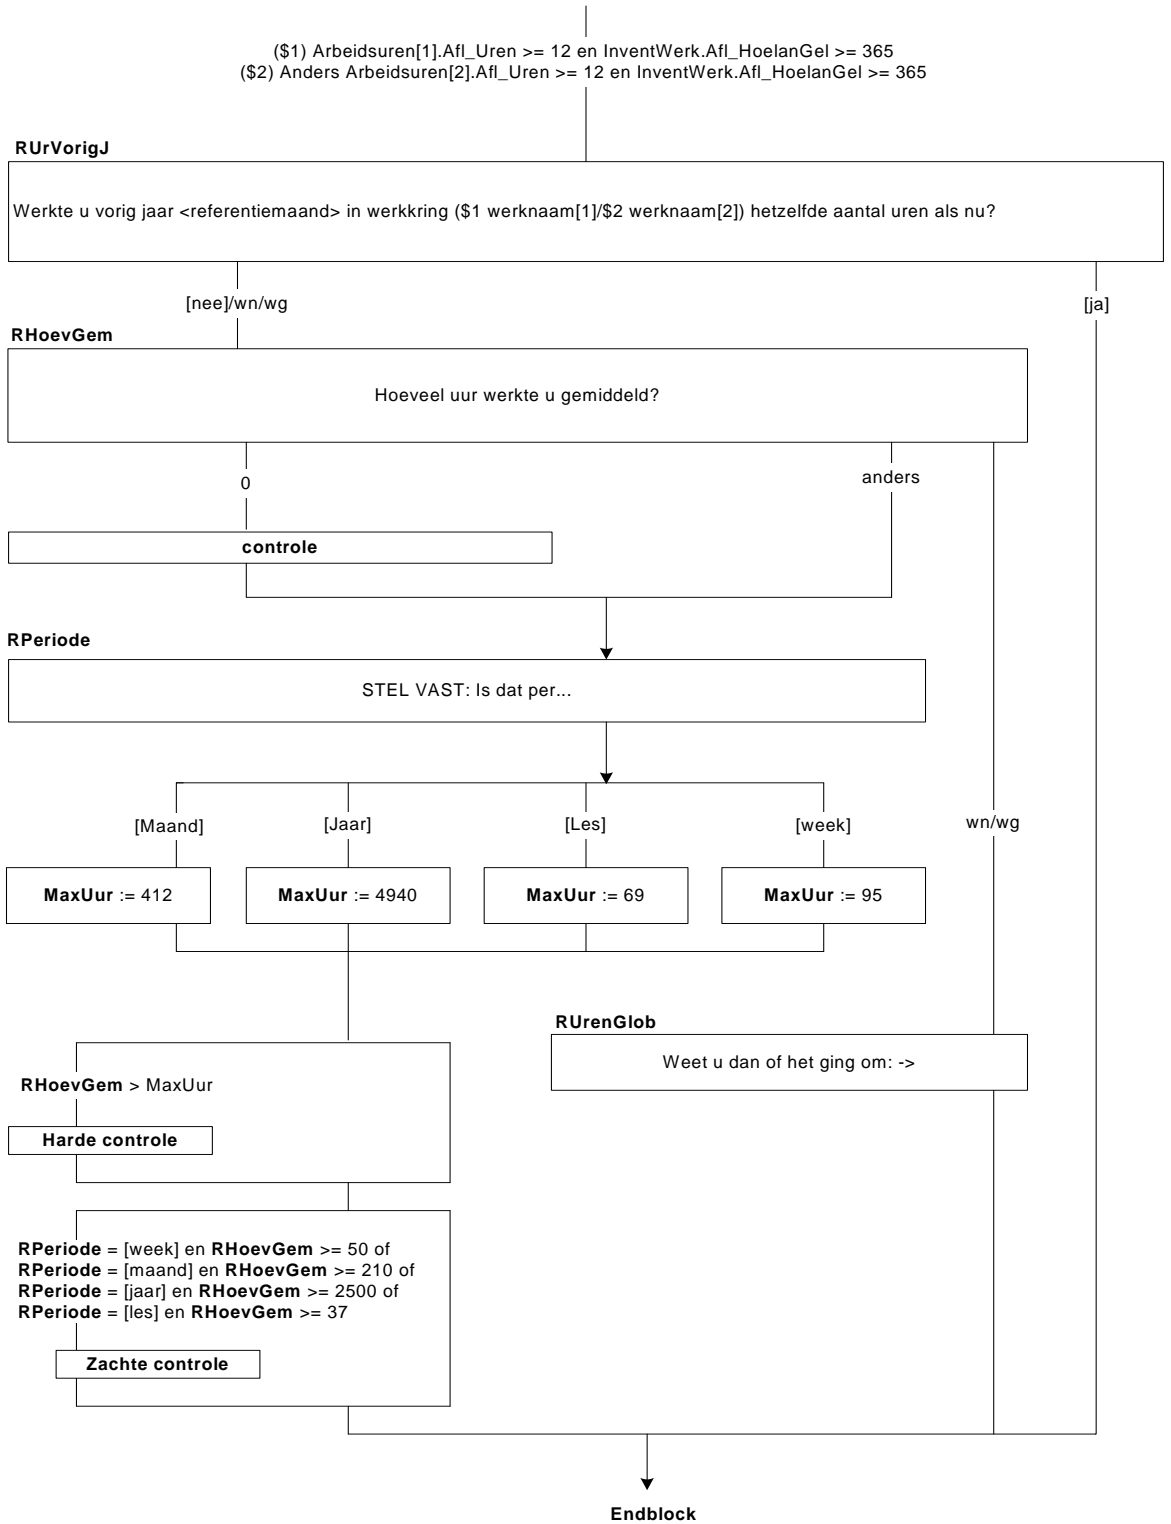 ($1) Arbeidsuren[1].Afl_Uren >= 12 en InventWerk.Afl_HoelanGel >= 365
($2) Anders Arbeidsuren[2].Afl_Uren >= 12 en InventWerk.Afl_HoelanGel >= 365
RUrVorigJ
Werkte u vorig jaar <referentiemaand> in werkkring ($1 werknaam[1]/$2 werknaam[2]) hetzelfde aantal uren als nu?
[nee]/wn/wg
[ja]
RHoevGem
Hoeveel uur werkte u gemiddeld?
0
anders
controle
RPeriode
STEL VAST: Is dat per...
[Maand]
[Jaar]
[Les]
[week]
wn/wg
MaxUur := 412
MaxUur := 4940
MaxUur := 69
MaxUur := 95
RUrenGlob
Weet u dan of het ging om: ->
RHoevGem > MaxUur
Harde controle
RPeriode = [week] en RHoevGem >= 50 of
RPeriode = [maand] en RHoevGem >= 210 of
RPeriode = [jaar] en RHoevGem >= 2500 of
RPeriode = [les] en RHoevGem >= 37
Zachte controle
Endblock